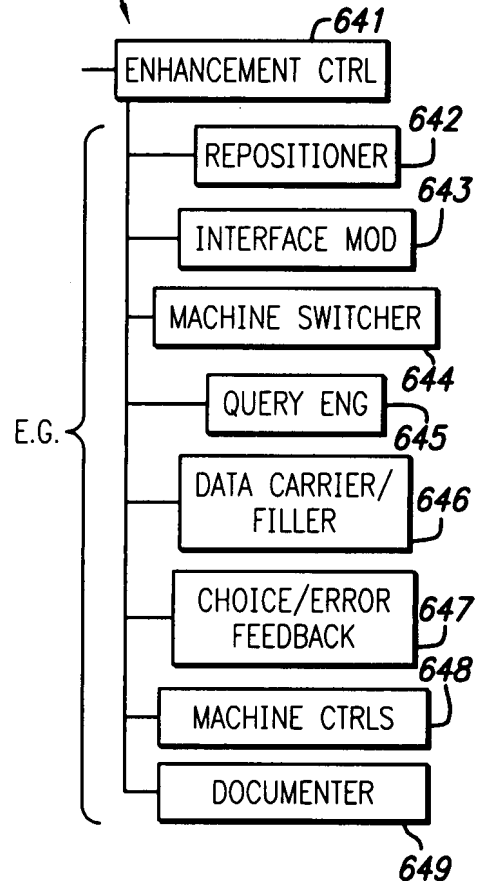 641
ENHANCEMENT CTRL
642
REPOSITIONER
643
INTERFACE MOD
MACHINE SWITCHER
644
QUERY ENG
645
E.G.
DATA CARRIER/
FILLER
646
CHOICE/ERROR
FEEDBACK
647
648
MACHINE CTRLS
DOCUMENTER
649